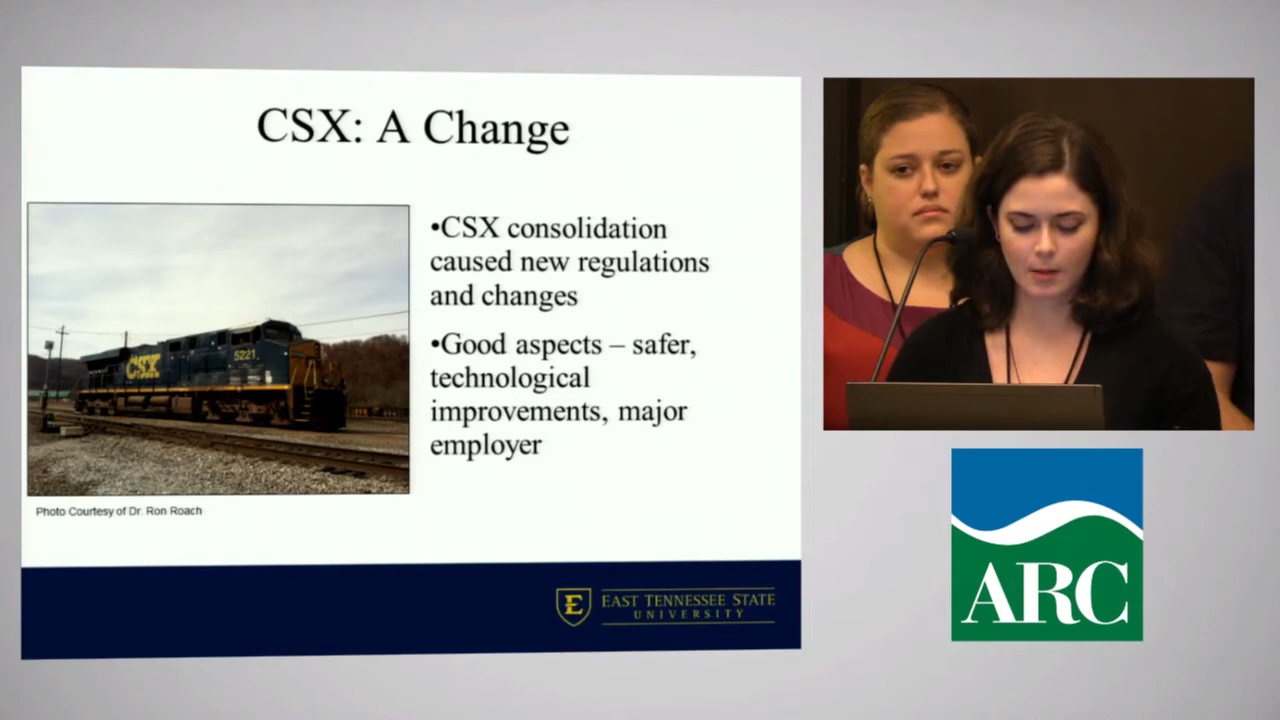 CSX: A Change
•CSX consolidation
caused new regulations
and changes
•Good aspects – safer,
technological
improvements, major
employer
CSX
5221
Photo Courtesy of Dr. Ron Roach
E
EAST TENNESSEE STATE
UNIVERSITY
ARC